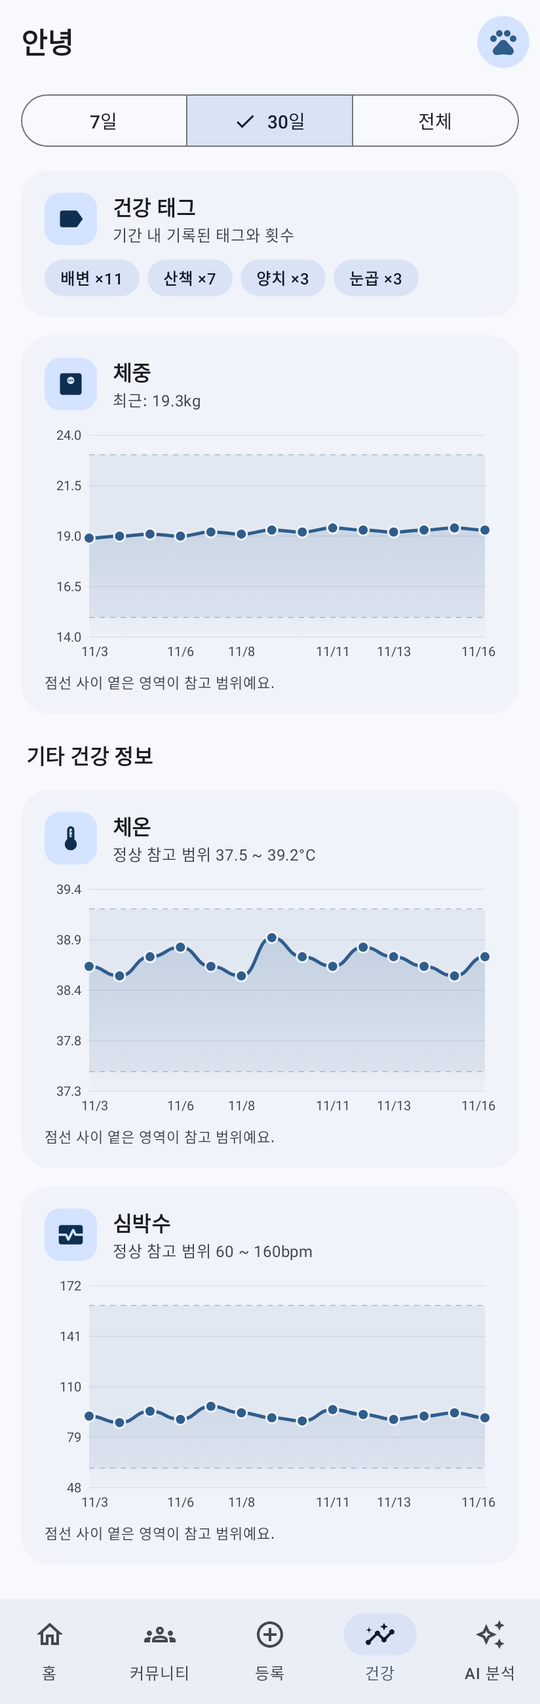 안녕
7일
30일
전체
건강 태그
기간 내 기록된 태그와 횟수
배변 ×11
산책 ×7
양치 ×3
눈곱 ×3
체중
최근: 19.3kg
24.0
21.5
19.0
16.5
14.0
11/3 11/6 11/8 11/11 11/13 11/16
점선 사이 옅은 영역이 참고 범위예요.
기타 건강 정보
체온
정상 참고 범위 37.5 ~ 39.2°C
39.4
38.9
38.4
37.8
37.3
11/3 11/6 11/8 11/11 11/13 11/16
점선 사이 옅은 영역이 참고 범위예요.
심박수
정상 참고 범위 60 ~ 160bpm
172
141
110
79
48
11/3 11/6 11/8 11/11 11/13 11/16
점선 사이 옅은 영역이 참고 범위예요.
홈
커뮤니티
등록
건강
AI 분석